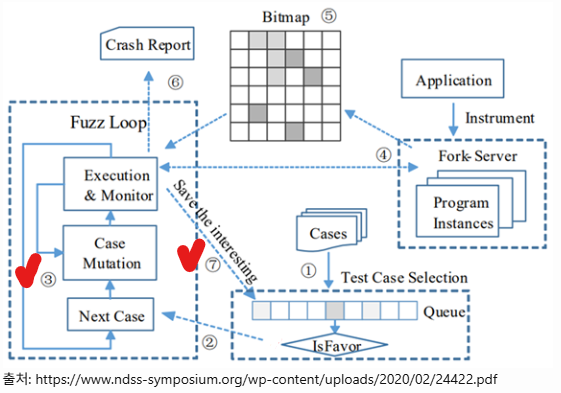 Bitmap ⑤
Crash Report
⑥
Application
Instrument
Fuzz Loop
④
Fork-Server
Execution
& Monitor
Program
Instances
Save the interesting
Cases
Case
Mutation
③
⑦
①
Test Case Selection
Next Case
Queue
②
IsFavor
출처: https://www.ndss-symposium.org/wp-content/uploads/2020/02/24422.pdf